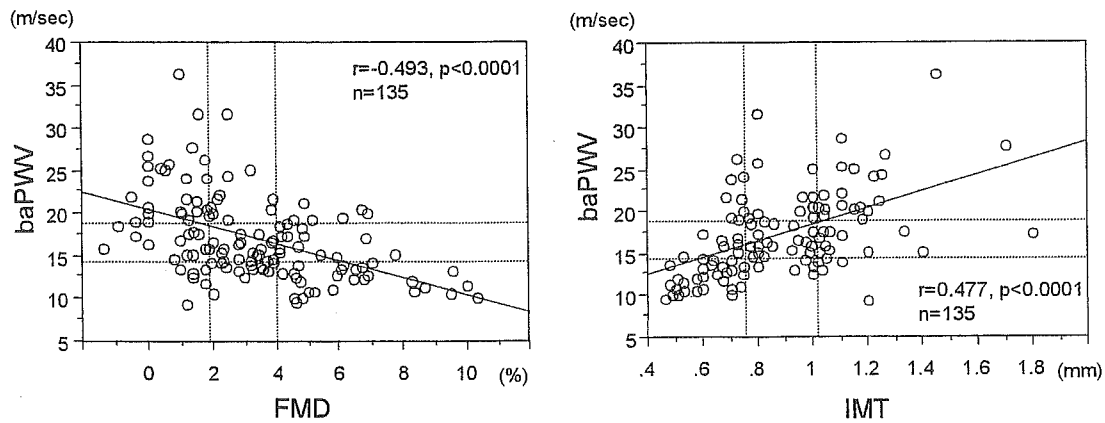 (m/sec)
40
35
30
25
20
15
10
5
baPWV
r=-0.493, p<0.0001
n=135
0 2 4 6 8 10 (%)
FMD
(m/sec)
40
35
30
25
20
15
10
5
baPWV
r=0.477, p<0.0001
n=135
.4 .6 .8 1 1.2 1.4 1.6 1.8 (mm)
IMT